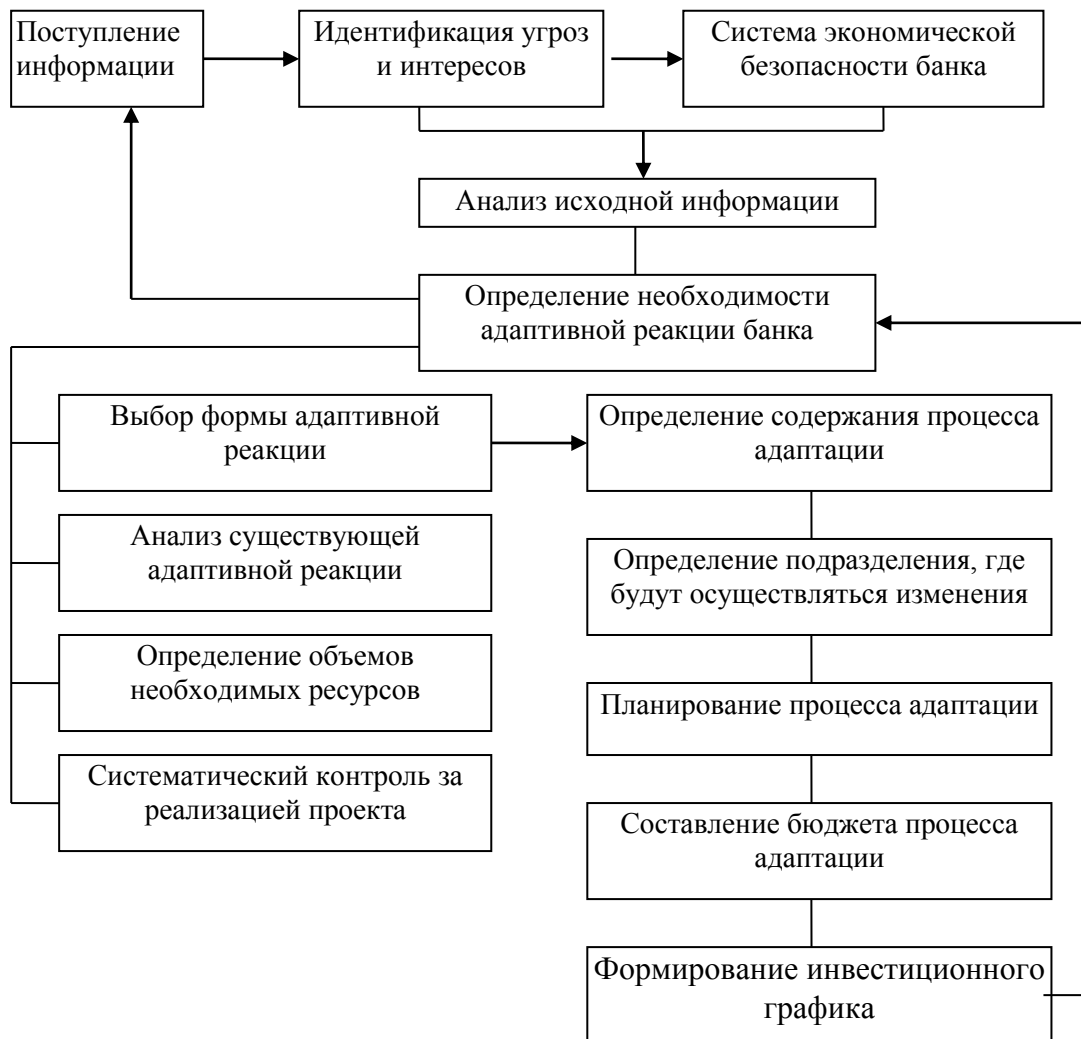 Поступление
информации
Идентификация угроз
и интересов
Система экономической
безопасности банка
Анализ исходной информации
Определение необходимости
адаптивной реакции банка
Выбор формы адаптивной
реакции
Анализ существующей
адаптивной реакции
Определение объемов
необходимых ресурсов
Систематический контроль за
реализацией проекта
Определение содержания процесса
адаптации
Определение подразделения, где
будут осуществляться изменения
Планирование процесса адаптации
Составление бюджета процесса
адаптации
Формирование инвестиционного
графика